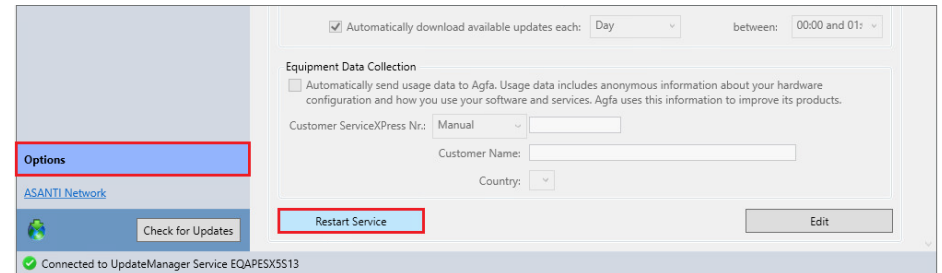 Automatically download available updates each: Day between: 00:00 and 01:
Equipment Data Collection
Automatically send usage data to Agfa. Usage data includes anonymous information about your hardware
configuration and how you use your software and services. Agfa uses this information to improve its products.
Customer ServiceXPress Nr.: Manual
Customer Name:
Country:
Options
ASANTI Network
Restart Service Edit
Check for Updates
Connected to UpdateManager Service EQAPESX5S13